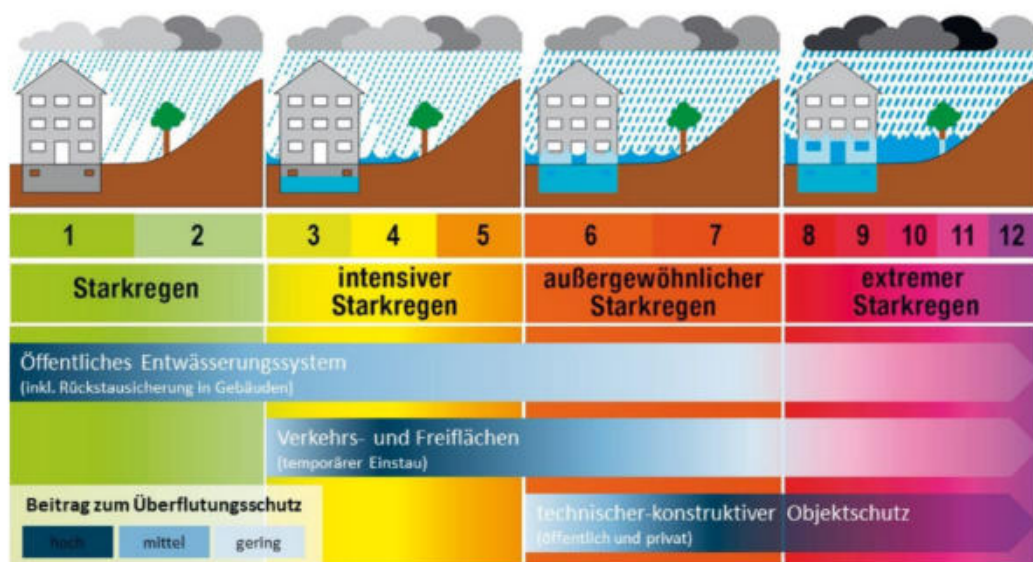 1 2 3 4 5 6 7 8 9 10 11 12
Starkregen
intensiver
Starkregen
außergewöhnlicher
Starkregen
extremer
Starkregen
Öffentliches Entwässerungssystem
(inkl. Rückstausicherung in Gebäuden)
Verkehrs- und Freiflächen
(temporärer Einstau)
technischer-konstruktiver Objektschutz
(öffentlich und privat)
Beitrag zum Überflutungsschutz
hoch mittel gering